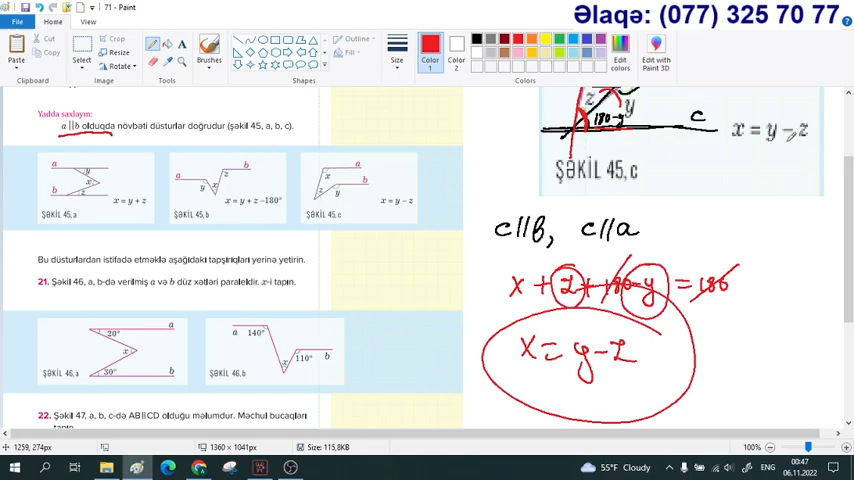 71 - Paint
Əlaqə: (077) 325 70 77
File
Home
View
Paste
Cut
Copy
Clipboard
Select
Crop
Resize
Rotate
Image
Tools
Brushes
Shapes
Outline
Fill
Size
Color 1
Color 2
Colors
Edit colors
Edit with Paint 3D
Yadda saxlayın:
a||b olduqda növbəti düsturlar doğrudur (şəkil 45, a, b, c).
a
y
x
b
z
x = y + z
ŞƏKİL 45, a
a
y
x
z
b
x = y + z –180°
ŞƏKİL 45, b
a
x
b
z
y
x = y – z
ŞƏKİL 45, c
Bu düsturlardan istifadə etməklə aşağıdakı tapşırıqları yerinə yetirin.
21. Şəkil 46, a, b-də verilmiş a və b düz xətləri paraleldir. x-i tapın.
a
20°
x
30°
b
ŞƏKİL 46, a
a
140°
x
110°
b
ŞƏKİL 46, b
22. Şəkil 47, a, b, c-də AB||CD olduğu məlumdur. Məchul bucaqları
tapın.
z
y
180-y
c
x = y – z
ŞƏKİL 45, c
c//b, c//a
x + z + 180 - y = 180
x = y - z
1259, 274px
1360 × 1041px
Size: 115,8KB
100%
55°F Cloudy
ENG
00:47
06.11.2022